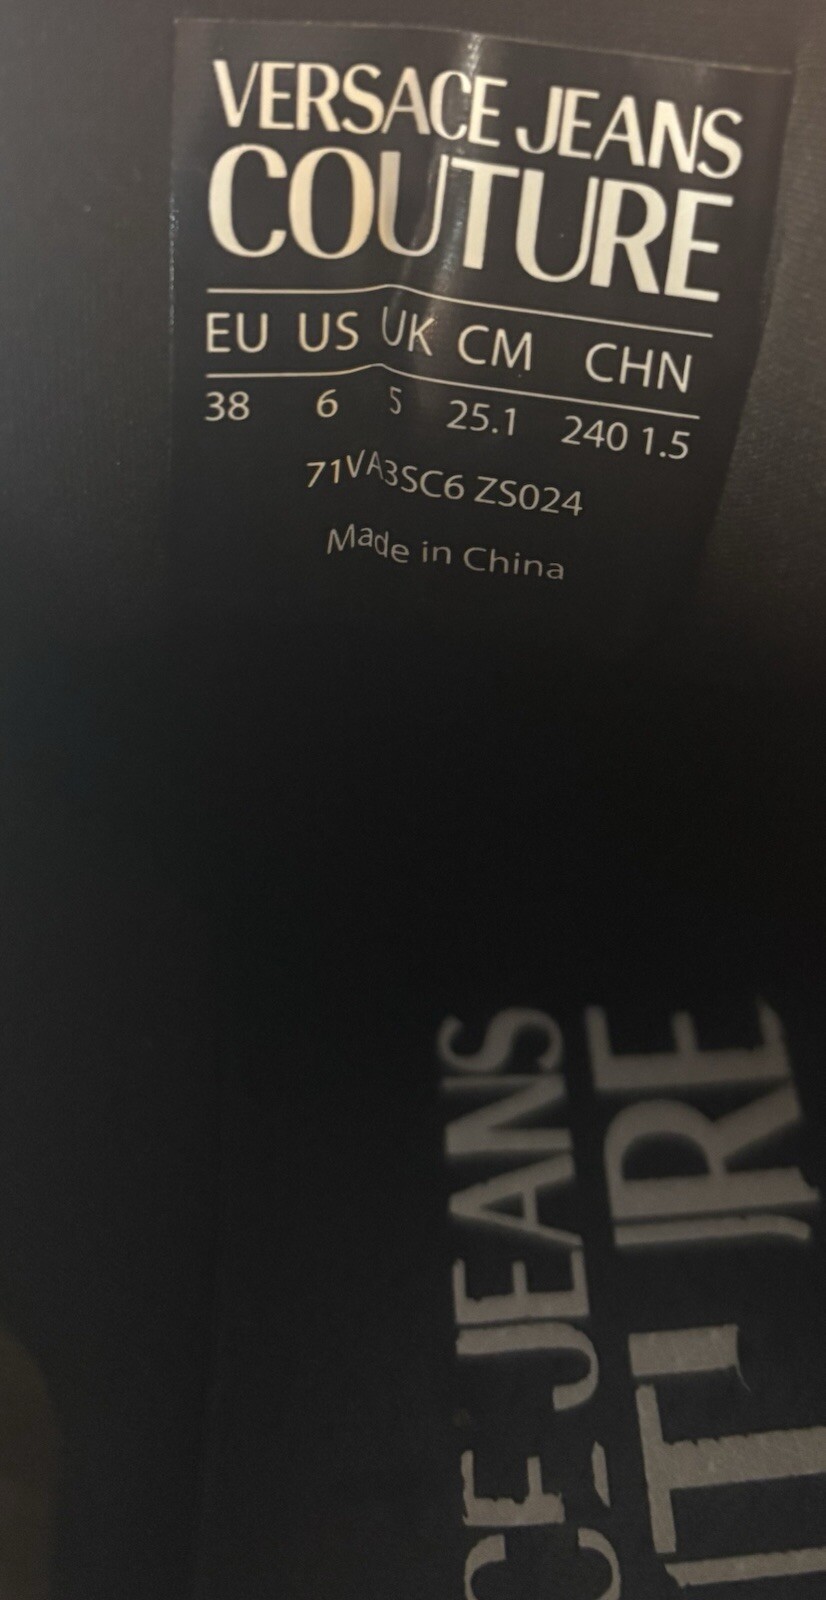 VERSACE JEANS
COUTURE
EU US UK CM CHN
38 6 5 25.1 240 1.5
71VA3SC6 ZS024
Made in China
CE JEANS